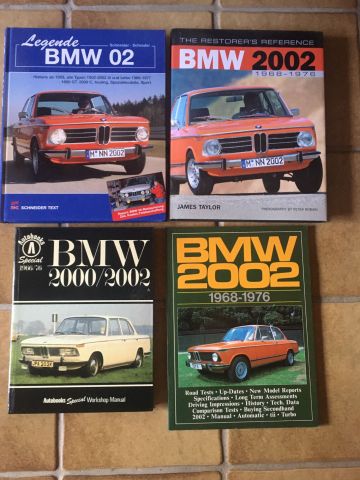 Legende
Schneider · Schrader
BMW 02
M·NN 2002
SCHNEIDER TEXT
THE RESTORER'S REFERENCE
BMW 2002
1968-1976
M·NN 2002
JAMES TAYLOR
PHOTOGRAPHY BY
Autobooks
A
Special
1966/76
BMW
2000/2002
Autobooks Special Workshop Manual
BMW
2002
1968-1976
Road Tests • Up-Dates • New Model Reports
Specifications • Long Term Assessments
Driving Impressions • History • Tech. Data
Comparison Tests • Buying Secondhand
2002 • Manual • Automatic • tii • Turbo